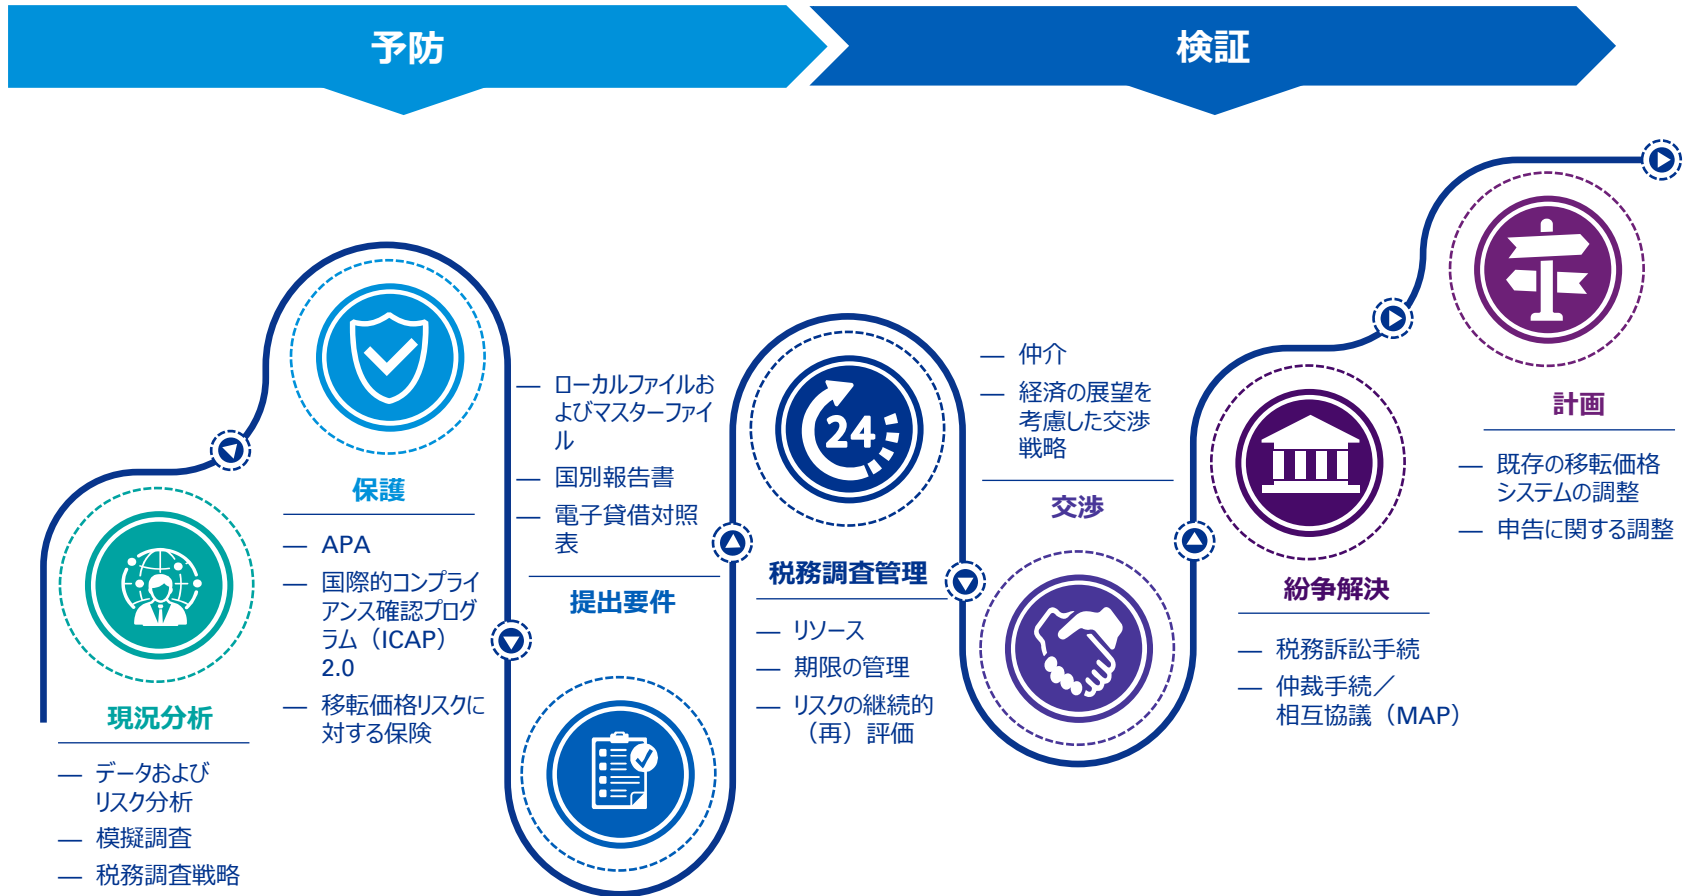 予防
検証
現況分析
— データおよび
リスク分析
— 模擬調査
— 税務調査戦略
保護
— APA
— 国際的コンプライ
アンス確認プログ
ラム（ICAP）
2.0
— 移転価格リスクに
対する保険
— ローカルファイルお
よびマスターファイ
ル
— 国別報告書
— 電子貸借対照
表
提出要件
24
税務調査管理
— リソース
— 期限の管理
— リスクの継続的
（再）評価
— 仲介
— 経済の展望を
考慮した交渉
戦略
交渉
紛争解決
— 税務訴訟手続
— 仲裁手続／
相互協議（MAP）
計画
— 既存の移転価格
システムの調整
— 申告に関する調整